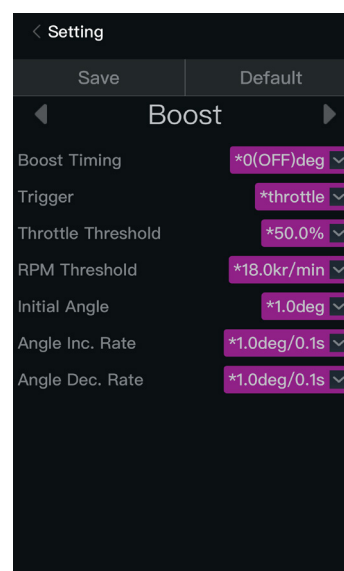 Setting
Save Default
Boost
Boost Timing *0(OFF)deg
Trigger *throttle
Throttle Threshold *50.0%
RPM Threshold *18.0kr/min
Initial Angle *1.0deg
Angle Inc. Rate *1.0deg/0.1s
Angle Dec. Rate *1.0deg/0.1s